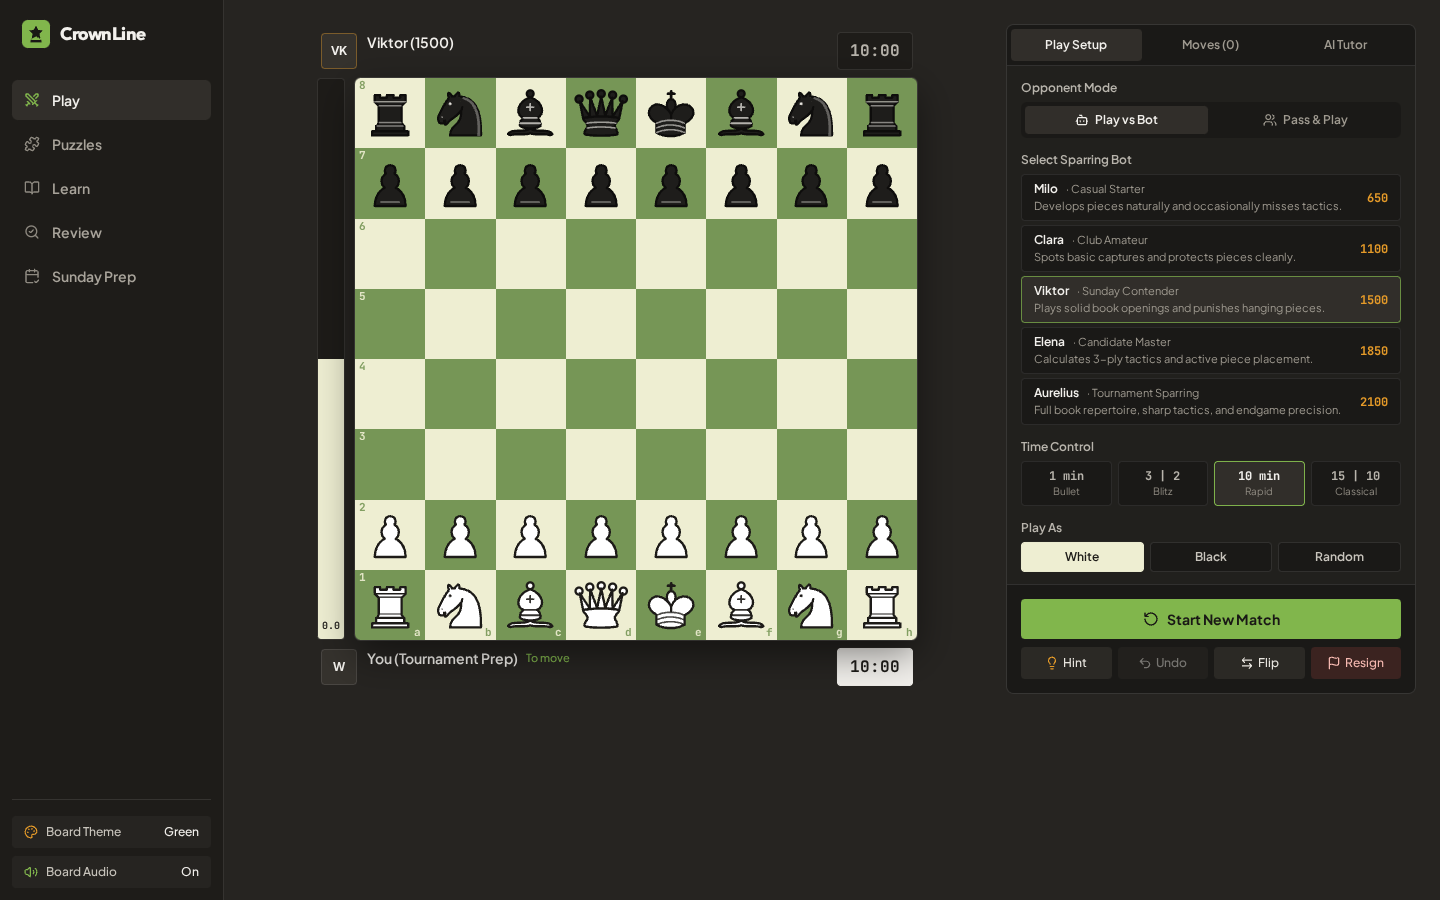 CrownLine
Play
Puzzles
Learn
Review
Sunday Prep
Board Theme Green
Board Audio On
VK Viktor (1500) 10:00
8
7
6
5
4
3
2
1
a b c d e f g h
0.0
W You (Tournament Prep) To move 10:00
Play Setup Moves (0) AI Tutor
Opponent Mode
Play vs Bot Pass & Play
Select Sparring Bot
Milo · Casual Starter
Develops pieces naturally and occasionally misses tactics. 650
Clara · Club Amateur
Spots basic captures and protects pieces cleanly. 1100
Viktor · Sunday Contender
Plays solid book openings and punishes hanging pieces. 1500
Elena · Candidate Master
Calculates 3-ply tactics and active piece placement. 1850
Aurelius · Tournament Sparring
Full book repertoire, sharp tactics, and endgame precision. 2100
Time Control
1 min 3 | 2 10 min 15 | 10
Bullet Blitz Rapid Classical
Play As
White Black Random
Start New Match
Hint Undo Flip Resign